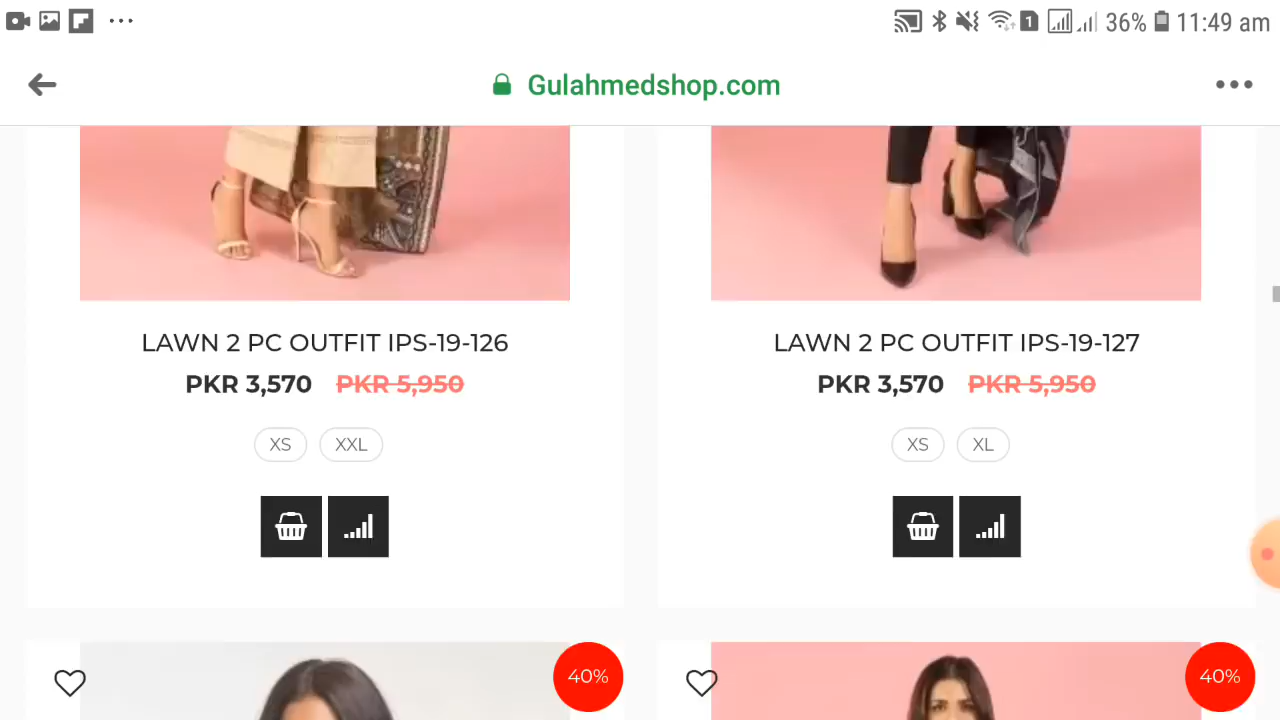 1 36% 11:49 am
Gulahmedshop.com
LAWN 2 PC OUTFIT IPS-19-126
PKR 3,570 PKR 5,950
XS XXL
LAWN 2 PC OUTFIT IPS-19-127
PKR 3,570 PKR 5,950
XS XL
40%
40%